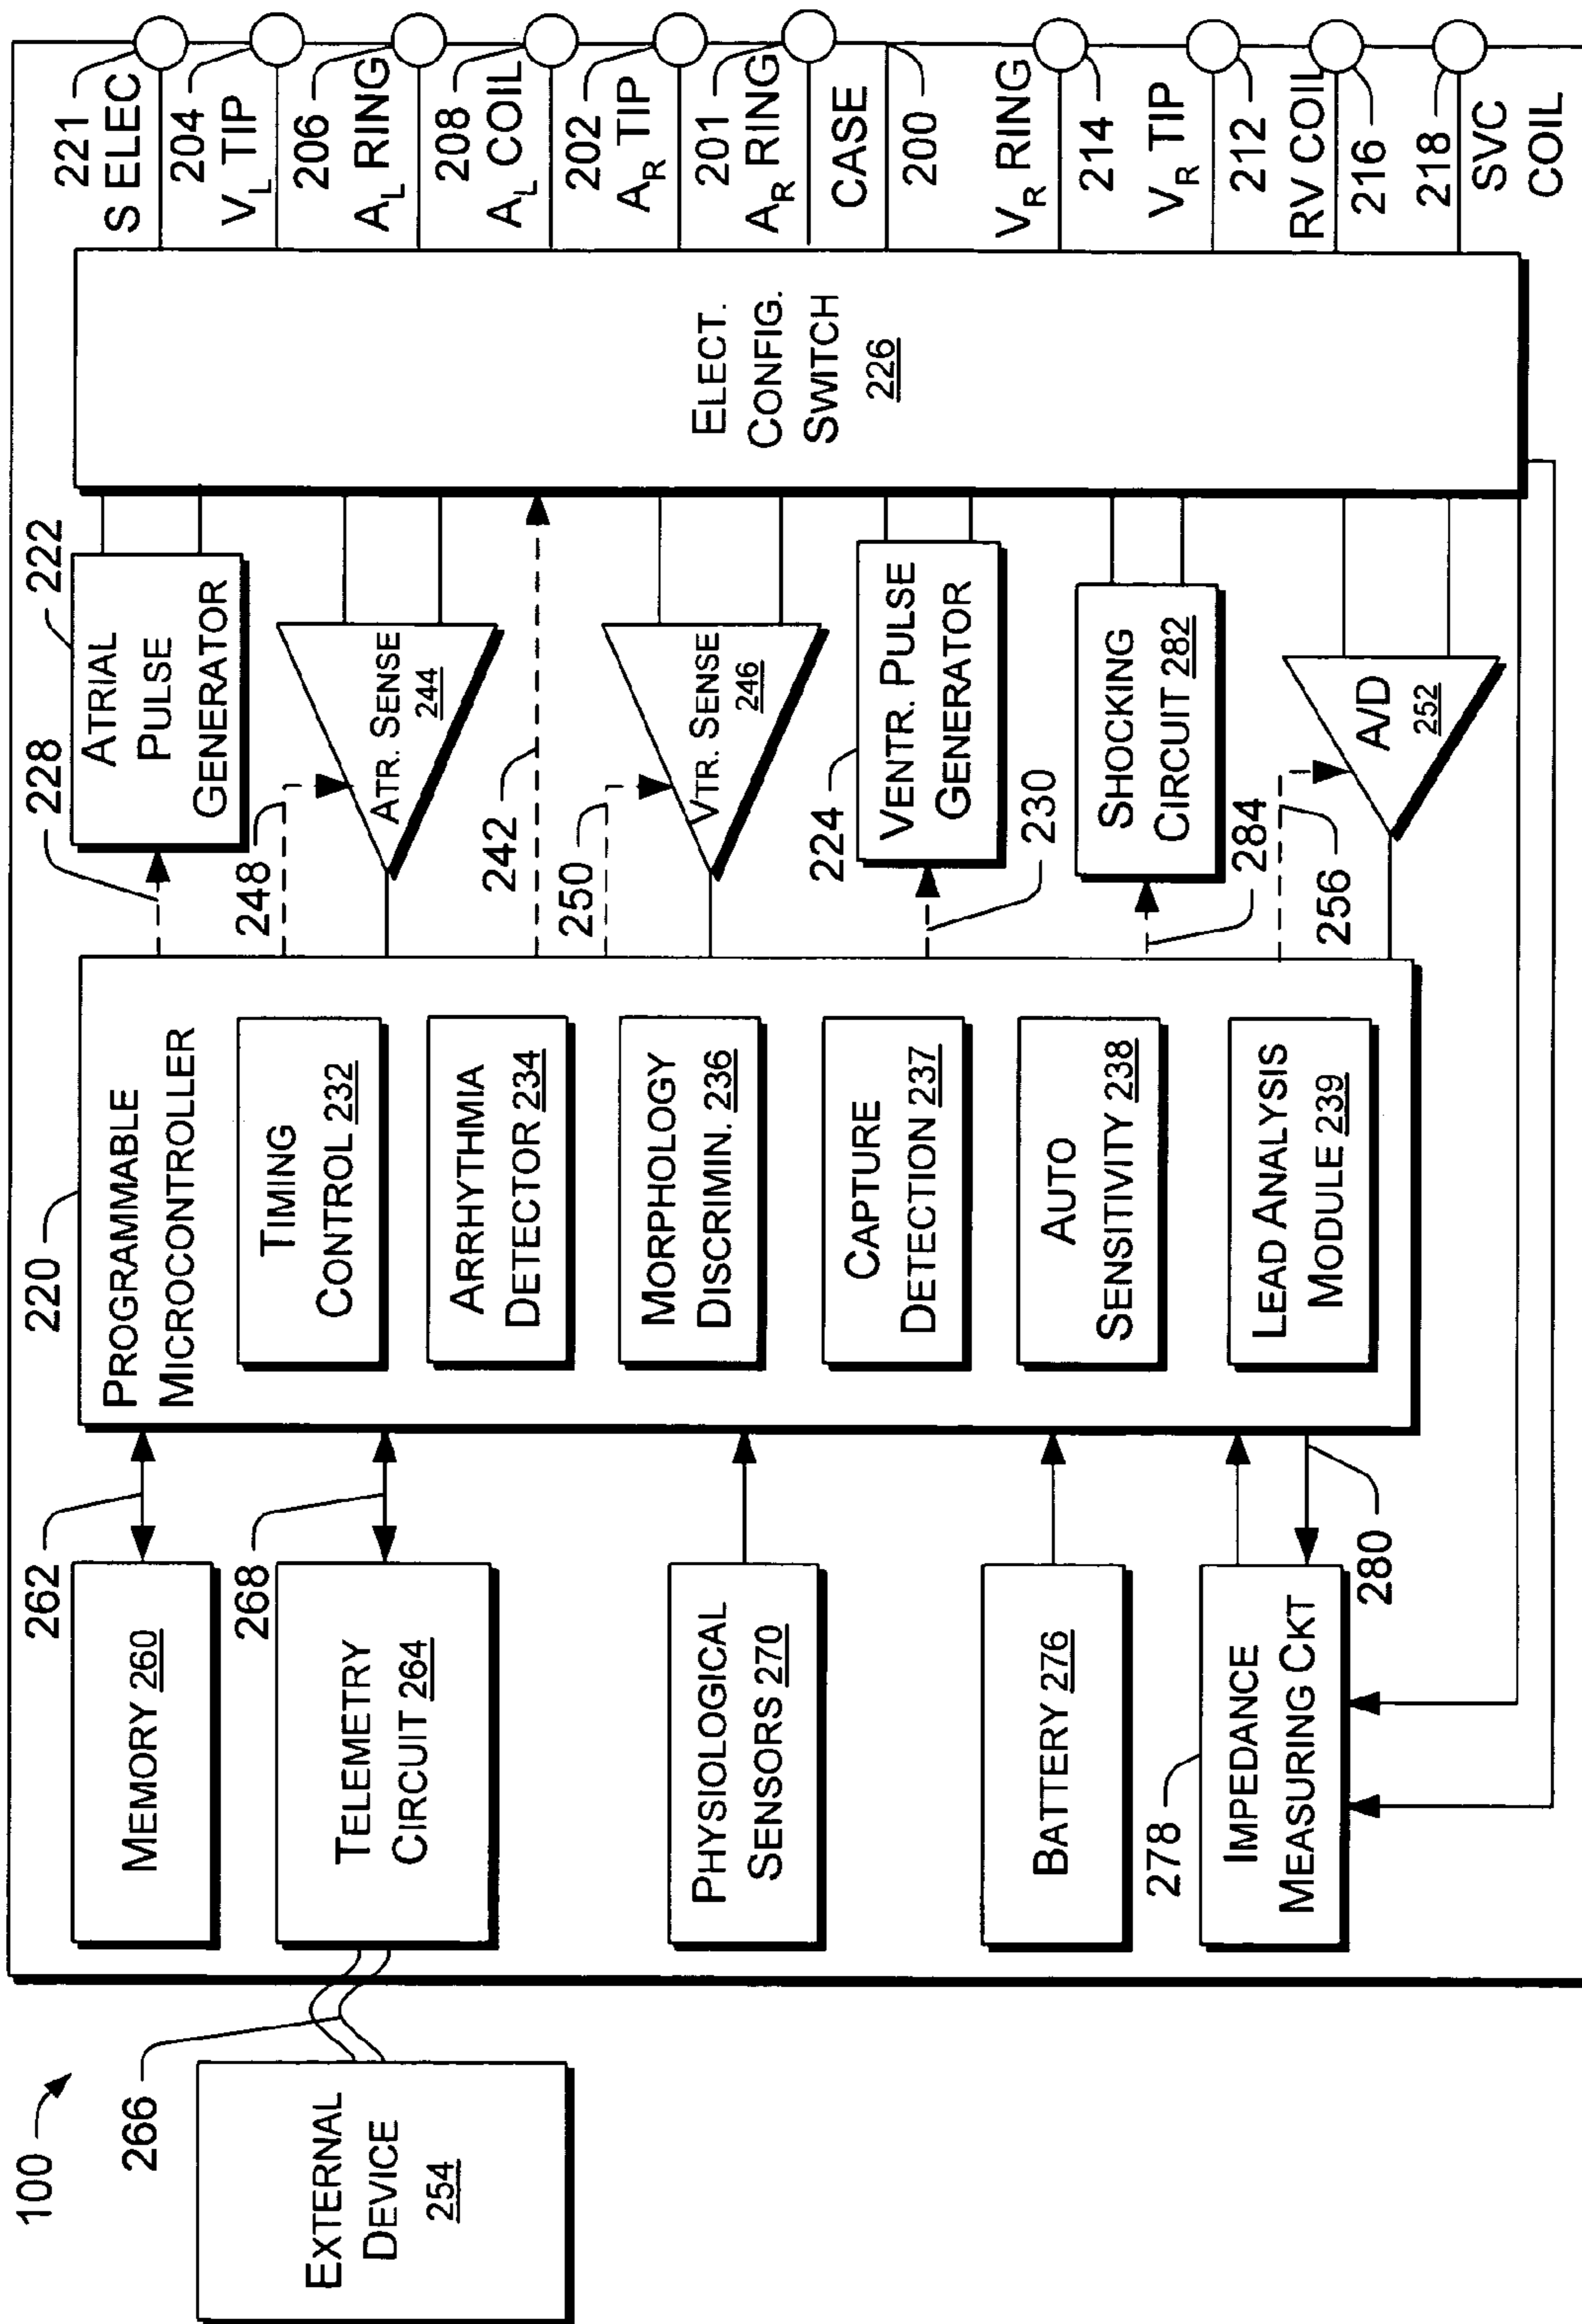 100
EXTERNAL
DEVICE
254
266
MEMORY 260
262
TELEMETRY
CIRCUIT 264
268
PHYSIOLOGICAL
SENSORS 270
BATTERY 276
278
IMPEDANCE
MEASURING CKT
280
220
PROGRAMMABLE
MICROCONTROLLER
TIMING
CONTROL 232
ARRHYTHMIA
DETECTOR 234
MORPHOLOGY
DISCRIMIN. 236
CAPTURE
DETECTION 237
AUTO
SENSITIVITY 238
LEAD ANALYSIS
MODULE 239
228
222
ATRIAL
PULSE
GENERATOR
248
ATR. SENSE
244
242
250
VTR. SENSE
246
224
VENTR. PULSE
GENERATOR
230
SHOCKING
CIRCUIT 282
284
256
A/D
252
ELECT.
CONFIG.
SWITCH
226
221
S ELEC
204
VL TIP
206
AL RING
208
AL COIL
202
AR TIP
201
AR RING
CASE
200
VR RING
214
VR TIP
212
RV COIL
216
218
SVC
COIL